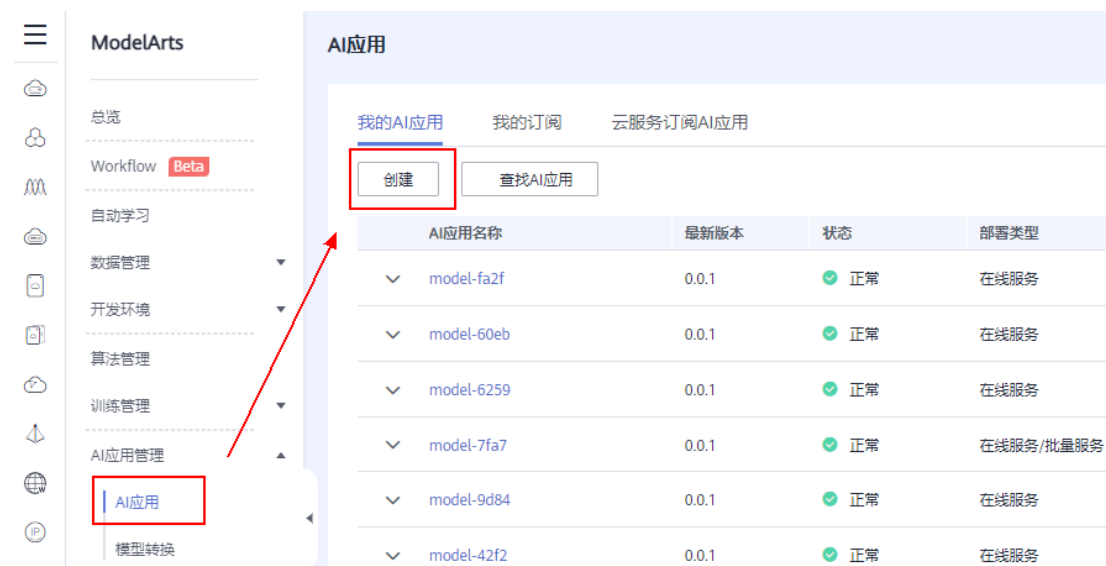 ModelArts
总览
Workflow Beta
自动学习
数据管理
开发环境
算法管理
训练管理
AI应用管理
AI应用
模型转换
AI应用
我的AI应用 我的订阅 云服务订阅AI应用
创建 查找AI应用
AI应用名称 最新版本 状态 部署类型
model-fa2f 0.0.1 正常 在线服务
model-60eb 0.0.1 正常 在线服务
model-6259 0.0.1 正常 在线服务
model-7fa7 0.0.1 正常 在线服务/批量服务
model-9d84 0.0.1 正常 在线服务
model-42f2 0.0.1 正常 在线服务
W
IP